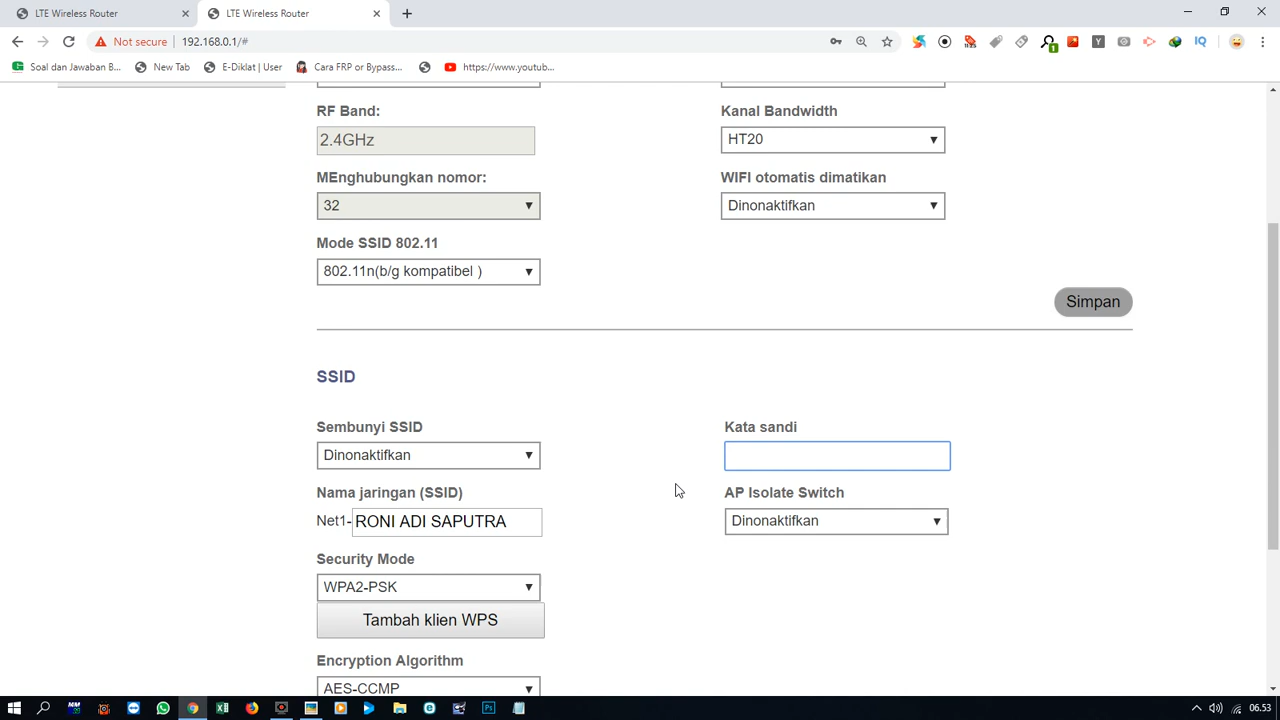 LTE Wireless Router
LTE Wireless Router
Not secure
192.168.0.1/#
Soal dan Jawaban B...
New Tab
E-Diklat | User
Cara FRP or Bypass...
https://www.youtub...
RF Band:
Kanal Bandwidth
2.4GHz
HT20
MEnghubungkan nomor:
WIFI otomatis dimatikan
32
Dinonaktifkan
Mode SSID 802.11
802.11n(b/g kompatibel )
Simpan
SSID
Sembunyi SSID
Kata sandi
Dinonaktifkan
Nama jaringan (SSID)
AP Isolate Switch
Net1-RONI ADI SAPUTRA
Dinonaktifkan
Security Mode
WPA2-PSK
Tambah klien WPS
Encryption Algorithm
AES-CCMP
06.53